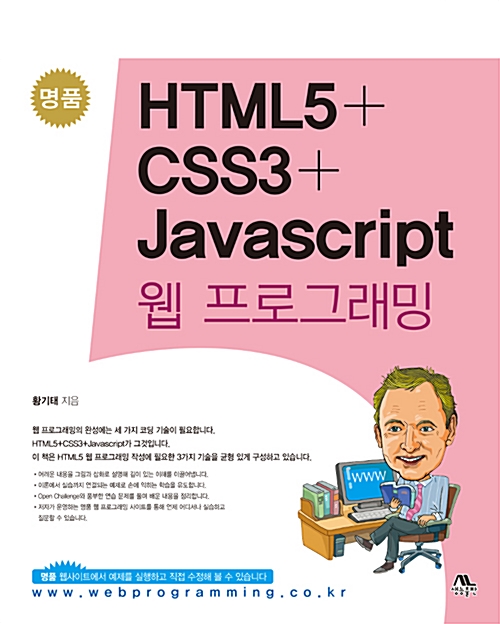 명품
HTML5+
CSS3+
Javascript
웹 프로그래밍
황기태 지음
웹 프로그래밍의 완성에는 세 가지 코딩 기술이 필요합니다.
HTML5+CSS3+Javascript가 그것입니다.
이 책은 HTML5 웹 프로그래밍 작성에 필요한 3가지 기술을 균형 있게 구성하고 있습니다.
• 어려운 내용을 그림과 삽화로 설명해 깊이 있는 이해를 이끌어냅니다.
• 이론에서 실습까지 연결되는 예제로 손에 익히는 학습을 유도합니다.
• Open Challenge와 풍부한 연습 문제를 풀며 배운 내용을 정리합니다.
• 저자가 운영하는 명품 웹 프로그래밍 사이트를 통해 언제 어디서나 실습하고
질문할 수 있습니다.
WWW
명품 웹사이트에서 예제를 실행하고 직접 수정해 볼 수 있습니다
www.webprogramming.co.kr
생능출판